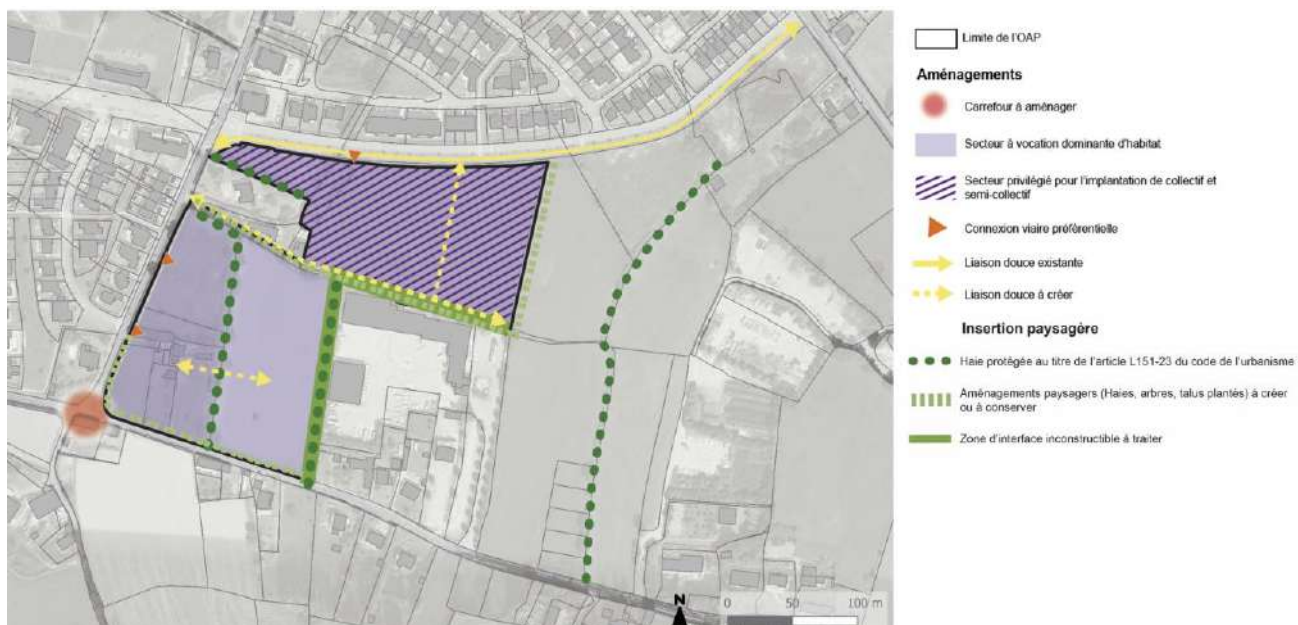 Limite de l'OAP
Aménagements
Carrefour à aménager
Secteur à vocation dominante d'habitat
Secteur privilégié pour l'implantation de collectif et
semi-collectif
Connexion viaire préférentielle
Liaison douce existante
Liaison douce à créer
Insertion paysagère
Haie protégée au titre de l'article L151-23 du code de l'urbanisme
Aménagements paysagers (Haies, arbres, talus plantés) à créer
ou à conserver
Zone d'interface inconstructible à traiter
N
0 50 100 m